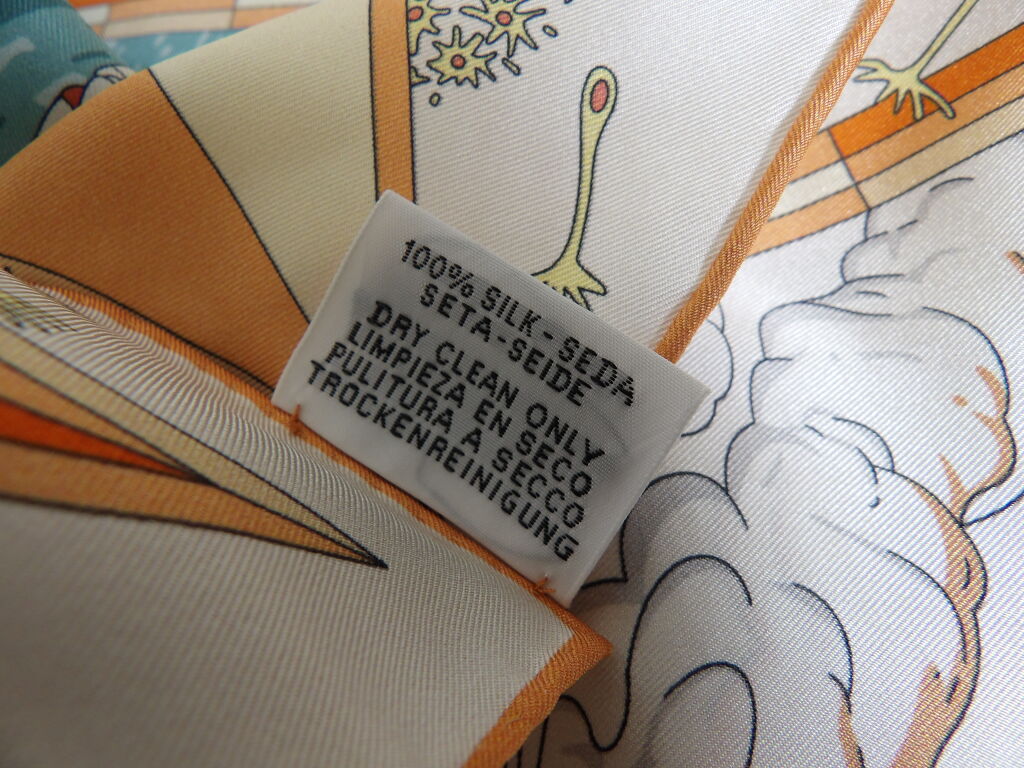 100% SILK-SEDA
SETA-SEIDE
DRY CLEAN ONLY
LIMPIEZA EN SECO
PULITURA A SECCO
TROCKENREINIGUNG